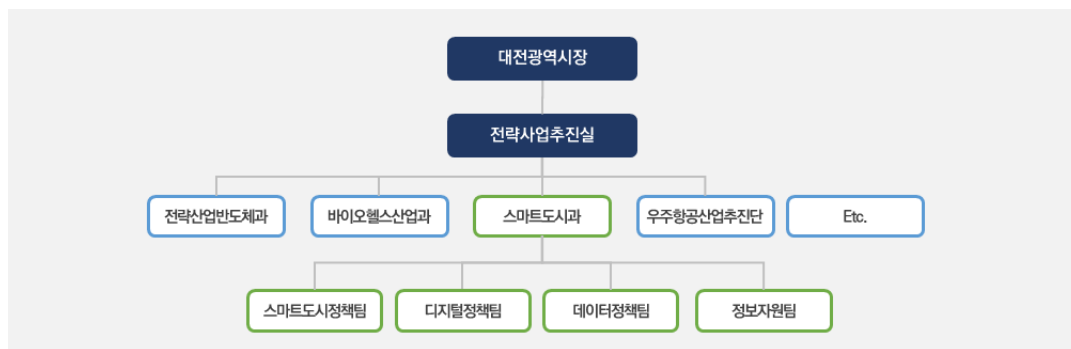 대전광역시장
전략사업추진실
전략산업반도체과
바이오헬스산업과
스마트도시과
우주항공산업추진단
Etc.
스마트도시정책팀
디지털정책팀
데이터정책팀
정보자원팀